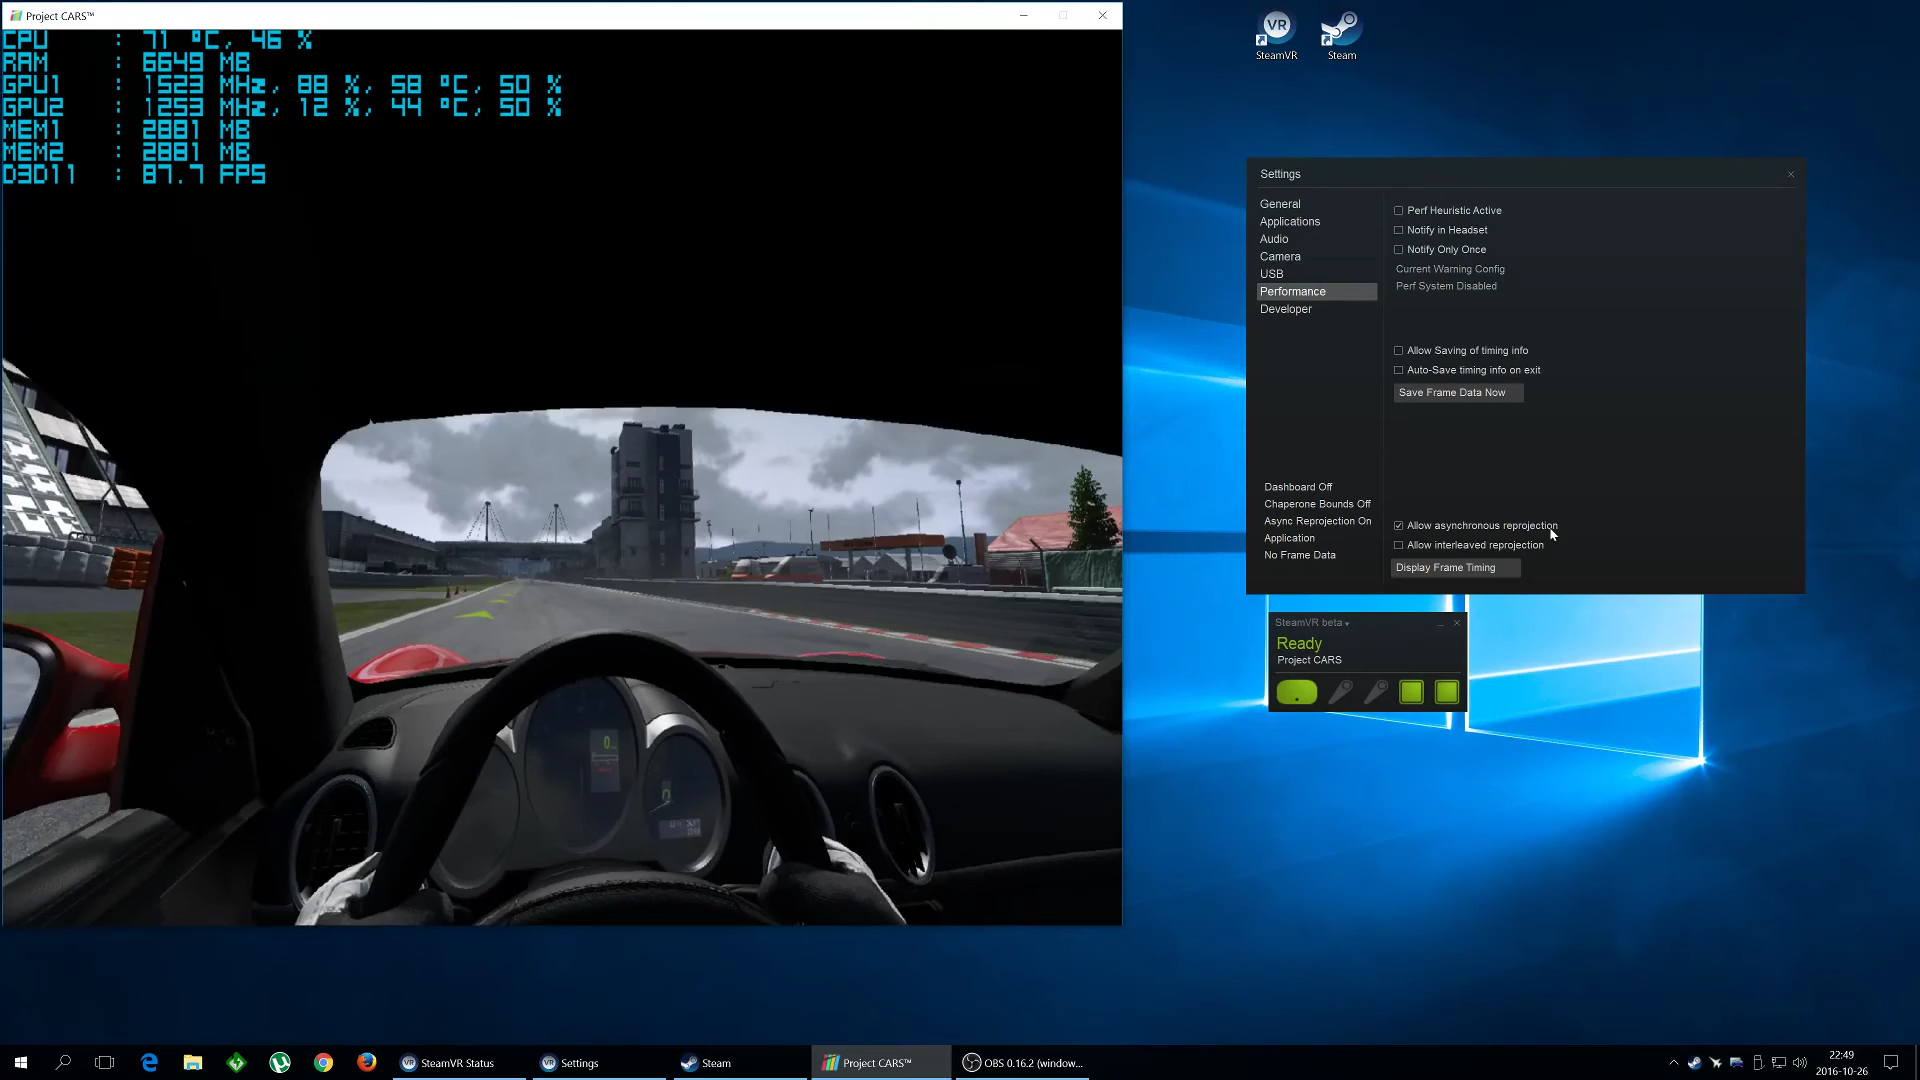 Project CARS™
CPU : 71 ºC, 46 %
RAM : 6649 MB
GPU1 : 1523 MHz, 88 %, 58 ºC, 50 %
GPU2 : 1253 MHz, 12 %, 44 ºC, 50 %
MEM1 : 2881 MB
MEM2 : 2881 MB
D3D11 : 87.7 FPS
SteamVR
Steam
Settings
General
Applications
Audio
Camera
USB
Performance
Developer
Perf Heuristic Active
Notify in Headset
Notify Only Once
Current Warning Config
Perf System Disabled
Allow Saving of timing info
Auto-Save timing info on exit
Save Frame Data Now
Dashboard Off
Chaperone Bounds Off
Async Reprojection On
Application
No Frame Data
Allow asynchronous reprojection
Allow interleaved reprojection
Display Frame Timing
SteamVR beta
Ready
Project CARS
SteamVR Status
Settings
Steam
Project CARS™
OBS 0.16.2 (window...
22:49
2016-10-26